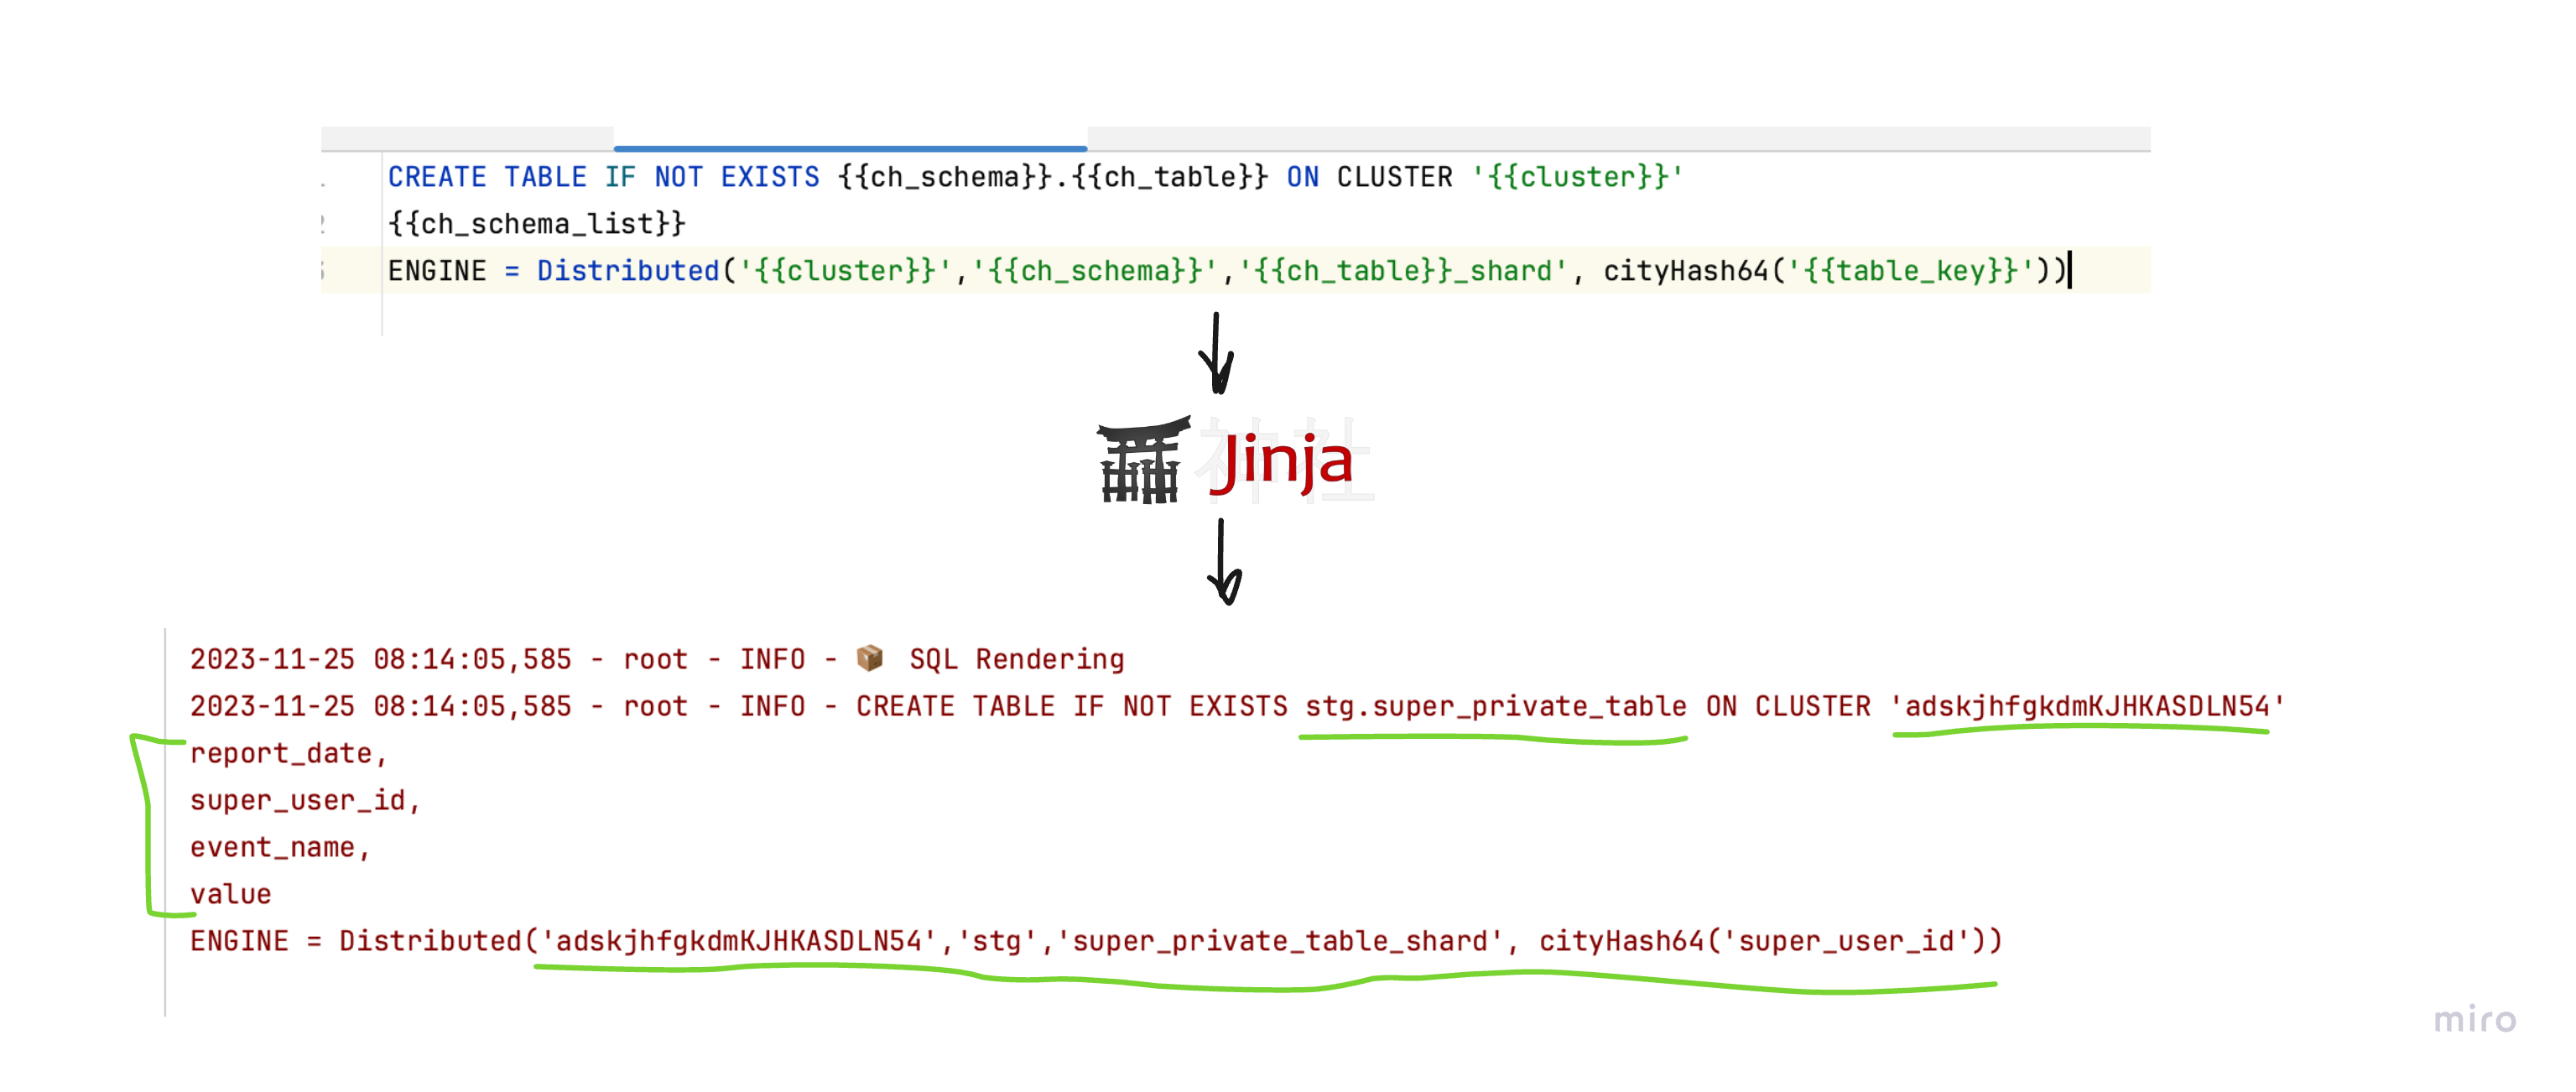 CREATE TABLE IF NOT EXISTS {{ch_schema}}.{{ch_table}} ON CLUSTER '{{cluster}}'
{{ch_schema_list}}
ENGINE = Distributed('{{cluster}}','{{ch_schema}}','{{ch_table}}_shard', cityHash64('{{table_key}}'))
神社
Jinja
2023-11-25 08:14:05,585 - root - INFO - 📦 SQL Rendering
2023-11-25 08:14:05,585 - root - INFO - CREATE TABLE IF NOT EXISTS stg.super_private_table ON CLUSTER 'adskjhfgkdmKJHKASDLN54'
report_date,
super_user_id,
event_name,
value
ENGINE = Distributed('adskjhfgkdmKJHKASDLN54','stg','super_private_table_shard', cityHash64('super_user_id'))
miro